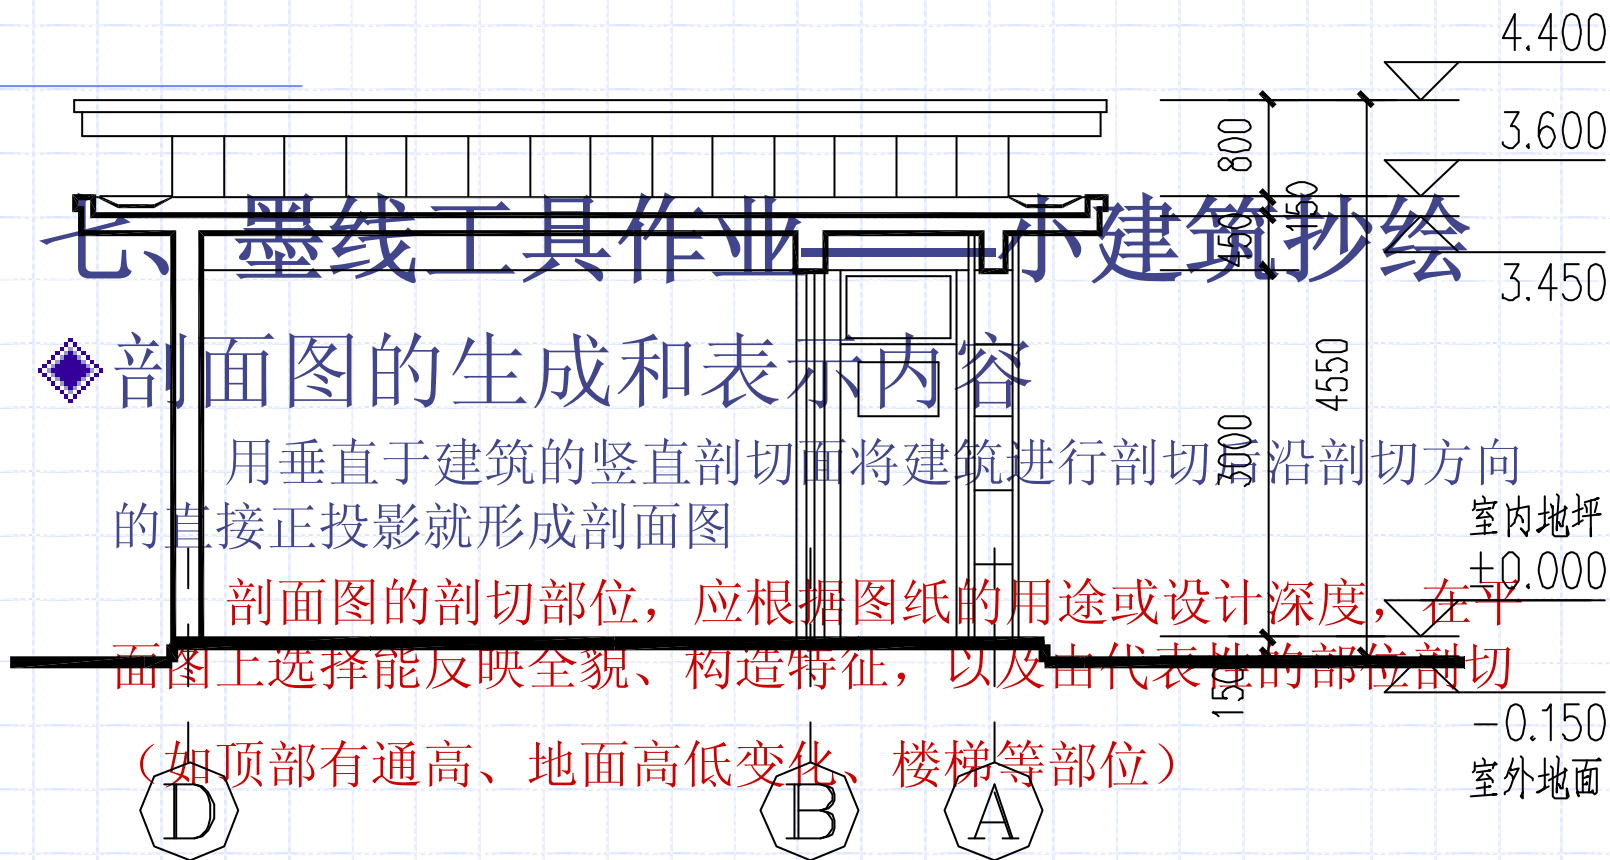 4.400
3.600
3.450
800
150
450
3000
4550
七、墨线工具作业——小建筑抄绘
剖面图的生成和表示内容
用垂直于建筑的竖直剖切面将建筑进行剖切后沿剖切方向
的直接正投影就形成剖面图
室内地坪
±0.000
剖面图的剖切部位，应根据图纸的用途或设计深度，在平
面图上选择能反映全貌、构造特征，以及由代表性的部位剖切
150
-0.150
室外地面
（如顶部有通高、地面高低变化、楼梯等部位）
D
B
A